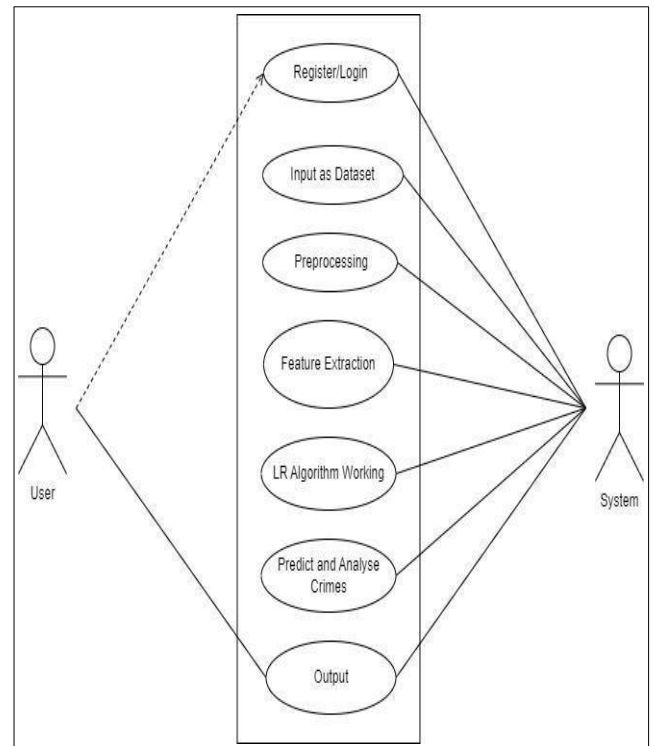 Register/Login
Input as Dataset
Preprocessing
Feature Extraction
LR Algorithm Working
Predict and Analyse
Crimes
Output
User
System